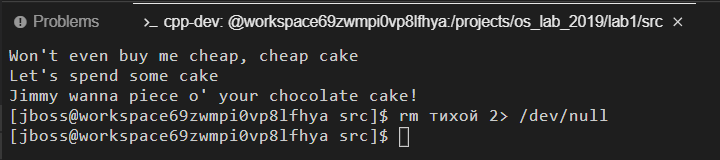 Problems
>_ cpp-dev: @workspace69zwmpi0vp8lfhya:/projects/os_lab_2019/lab1/src ×
Won't even buy me cheap, cheap cake
Let's spend some cake
Jimmy wanna piece o' your chocolate cake!
[jboss@workspace69zwmpi0vp8lfhya src]$ rm тихой 2> /dev/null
[jboss@workspace69zwmpi0vp8lfhya src]$